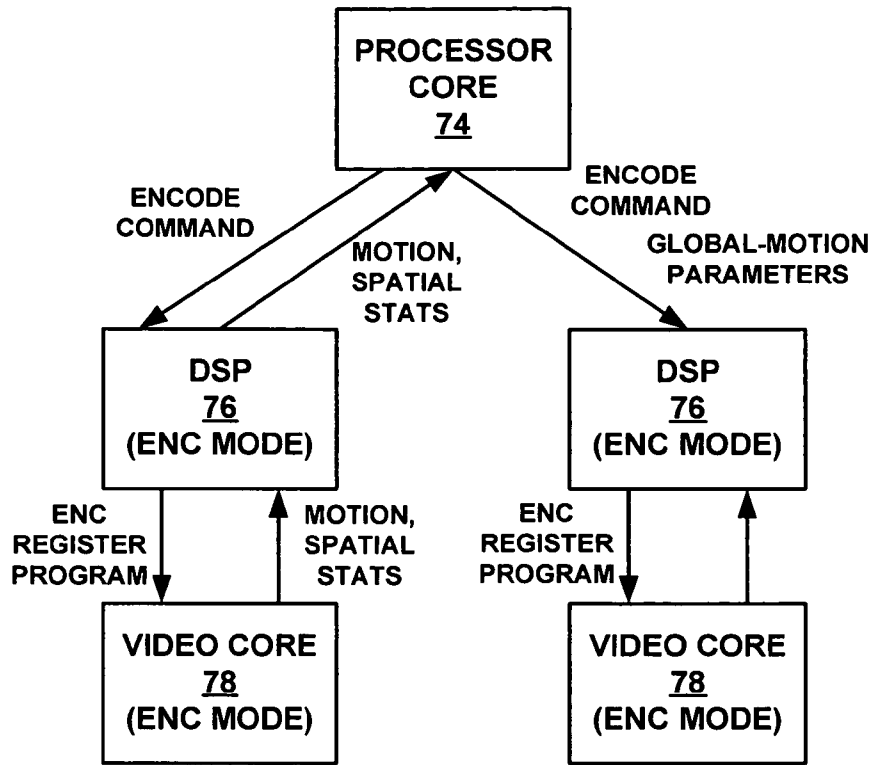 PROCESSOR
CORE
74
ENCODE
COMMAND
MOTION,
SPATIAL
STATS
ENCODE
COMMAND
GLOBAL-MOTION
PARAMETERS
DSP
76
(ENC MODE)
DSP
76
(ENC MODE)
ENC
REGISTER
PROGRAM
MOTION,
SPATIAL
STATS
ENC
REGISTER
PROGRAM
VIDEO CORE
78
(ENC MODE)
VIDEO CORE
78
(ENC MODE)